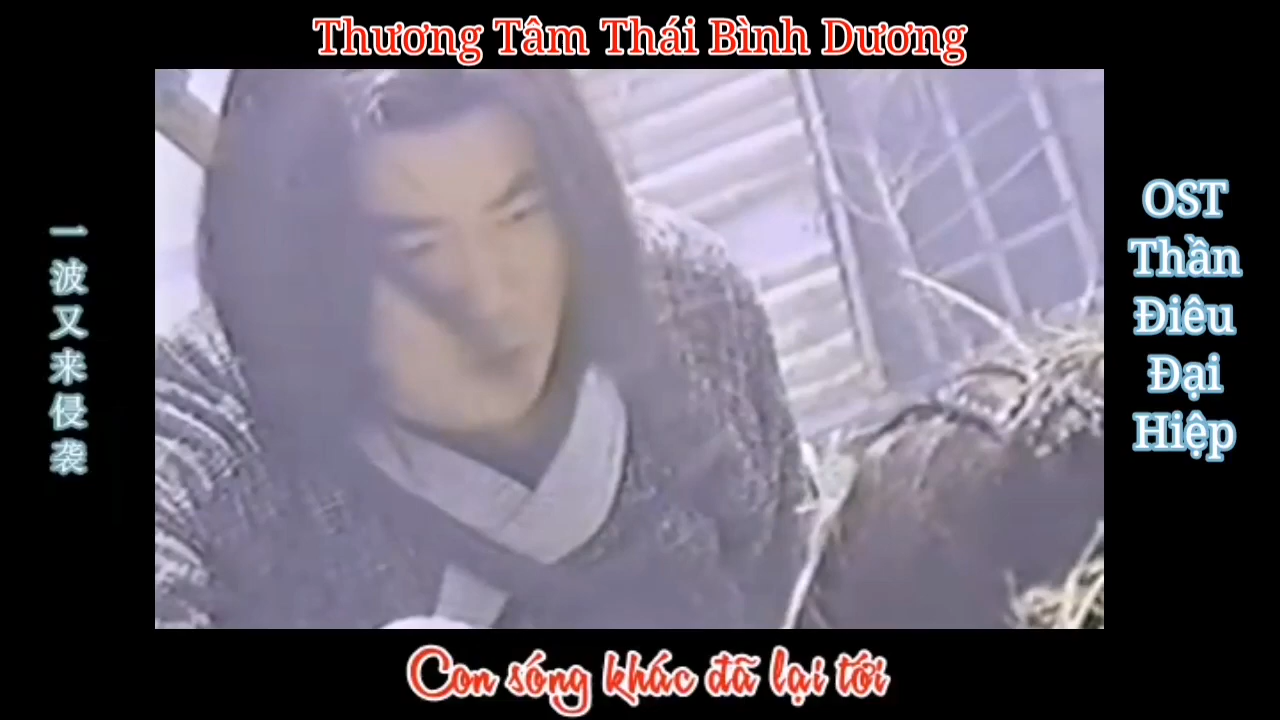 Thương Tâm Thái Bình Dương
一波又来侵袭
OST
Thần
Điêu
Đại
Hiệp
Con sóng khác đã lại tới